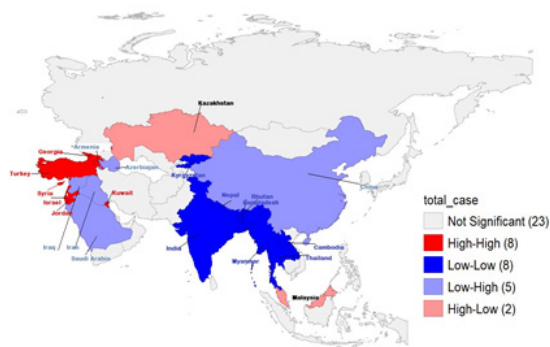 Kazakhstan
Armenia
Georgia
Turkey
Azerbaijan
Kyrgyzstan
Syria
Israel
Jordan
Kuwait
Iraq
Iran
Saudi Arabia
Nepal
Bhutan
Bangladesh
China
India
Myanmar
Cambodia
Thailand
Malaysia
total_case
Not Significant (23)
High-High (8)
Low-Low (8)
Low-High (5)
High-Low (2)